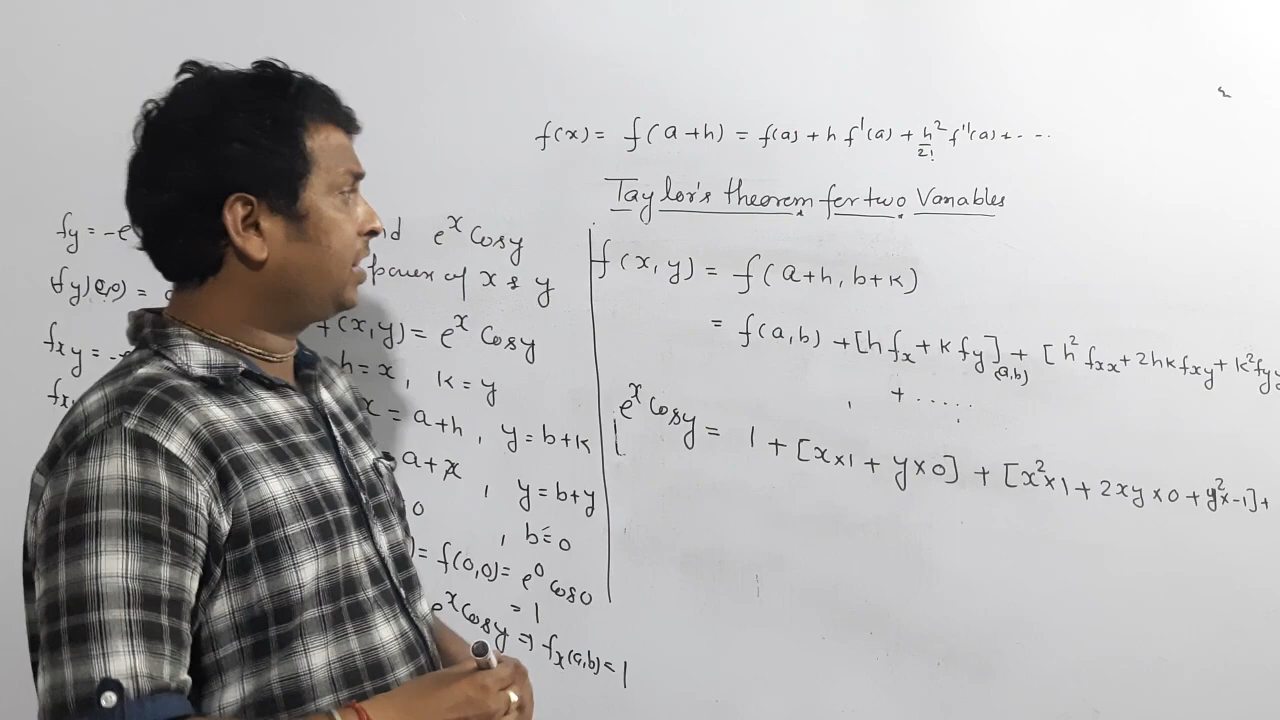 f(x) = f(a+h) = f(a) + h f'(a) + h²/2! f''(a) + - --
Taylor's theorem for two Variables
f(x,y) = f(a+h, b+k)
= f(a,b) + [h fx + k fy](a,b) + [h² fxx + 2hk fxy + k² fyy
+ .....
e^x Cosy = 1 + [x×1 + y×0] + [x²×1 + 2xy×0 + y²×-1] +
e^x Cosy
power of x & y
f(x,y) = e^x Cosy
h = x, k = y
x = a+h, y = b+k
= a+x, y = b+y
0, b = 0
= f(0,0) = e^0 cos0
= 1
e^x Cosy ⇒ fx(a,b) = 1
fy = -e
(fy)(0,0) =
fxy = -e